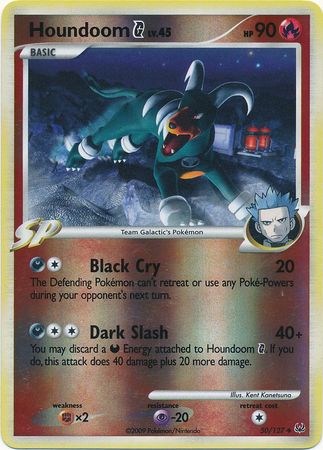 Houndoom G LV.45 HP 90
BASIC
Team Galactic's Pokémon
SP
Black Cry 20
The Defending Pokémon can't retreat or use any Poké-Powers
during your opponent's next turn.
Dark Slash 40+
You may discard a Energy attached to Houndoom G. If you
do, this attack does 40 damage plus 20 more damage.
Illus. Kent Kanetsuna
weakness resistance retreat cost
×2 -20
©2009 Pokémon/Nintendo 50/127